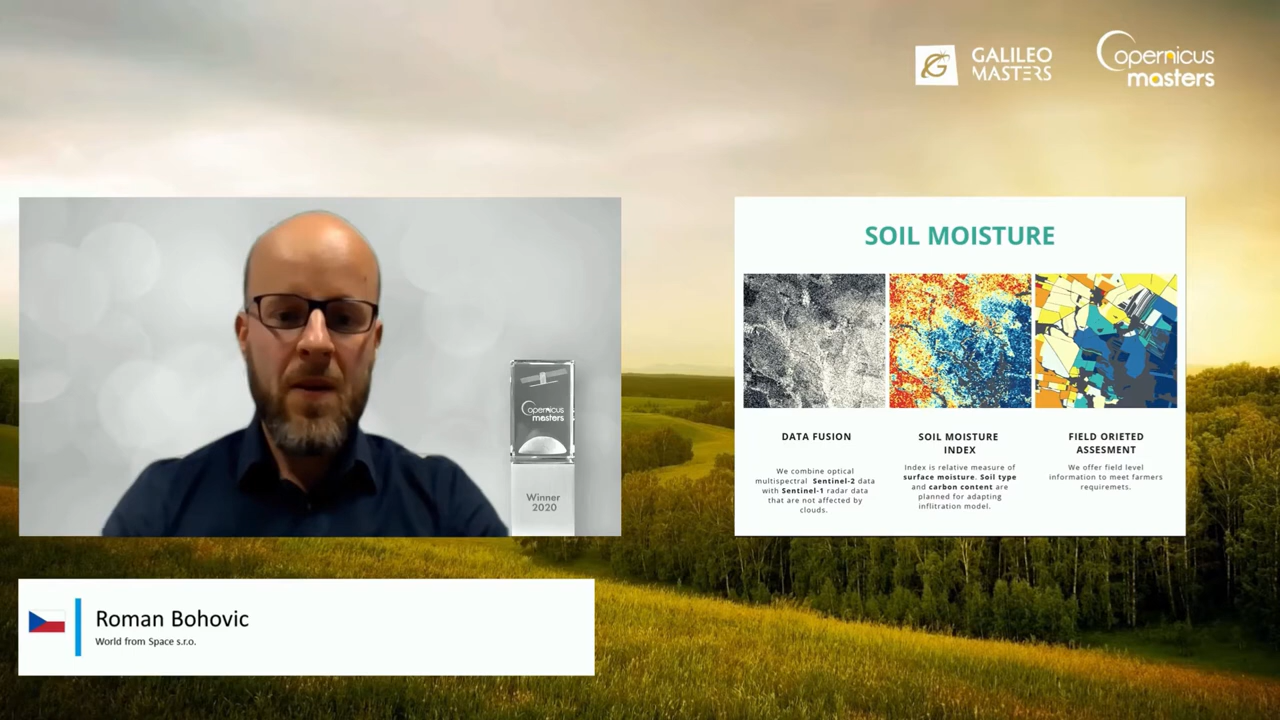 GALILEO
MASTERS
Copernicus
masters
SOIL MOISTURE
Copernicus
masters
Winner
2020
DATA FUSION
We combine optical
multispectral Sentinel-2 data
with Sentinel-1 radar data
that are not affected by
clouds.
SOIL MOISTURE
INDEX
Index is relative measure of
surface moisture. Soil type
and carbon content are
planned for adapting
inflitration model.
FIELD ORIETED
ASSESMENT
We offer field level
information to meet farmers
requiremets.
Roman Bohovic
World from Space s.r.o.